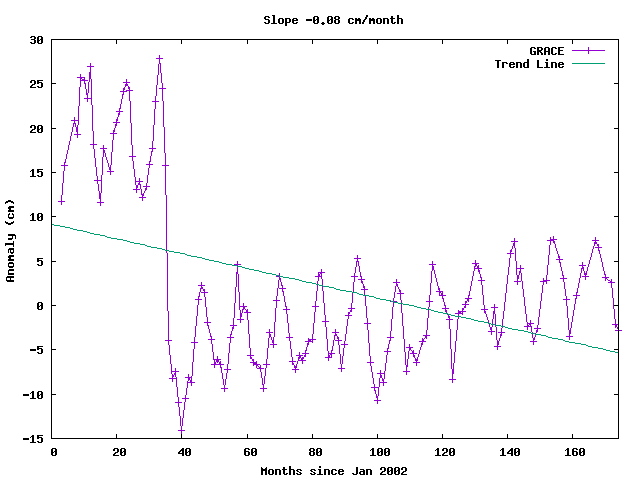 Slope -0.08 cm/month
GRACE
Trend Line
30
25
20
15
10
5
0
-5
-10
-15
Anomaly (cm)
0 20 40 60 80 100 120 140 160
Months since Jan 2002